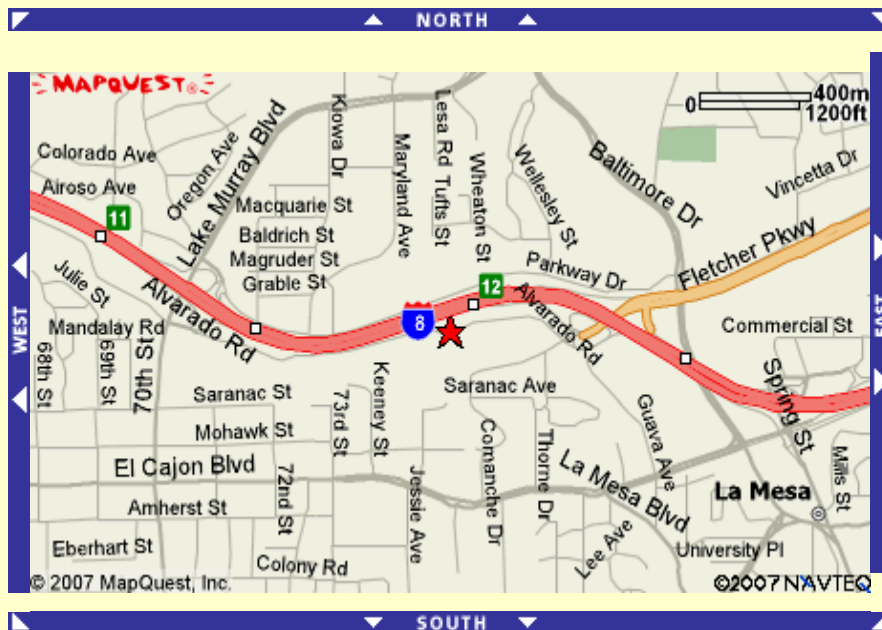 NORTH
MAPQUEST®
400m
0
1200ft
Colorado Ave
Airoso Ave
Oregon Ave
Lake Murray Blvd
Kiowa Dr
Maryland Ave
Lesa Rd
Tufts St
Wheaton St
Wellesley St
Baltimore Dr
Vincetta Dr
Macquarie St
Baldrich St
Magruder St
Grable St
11
12
8
Parkway Dr
Fletcher Pkwy
Julie St
Alvarado Rd
Alvarado Rd
Mandalay Rd
Commercial St
WEST
EAST
68th St
69th St
70th St
Saranac St
Saranac Ave
Keeney St
73rd St
Mohawk St
El Cajon Blvd
72nd St
Amherst St
Jessie Ave
Comanche Dr
Thorne Dr
Guava Ave
La Mesa Blvd
Spring St
Mills St
La Mesa
Eberhart St
Colony Rd
Lee Ave
University Pl
© 2007 MapQuest, Inc.
©2007 NAVTEQ
SOUTH